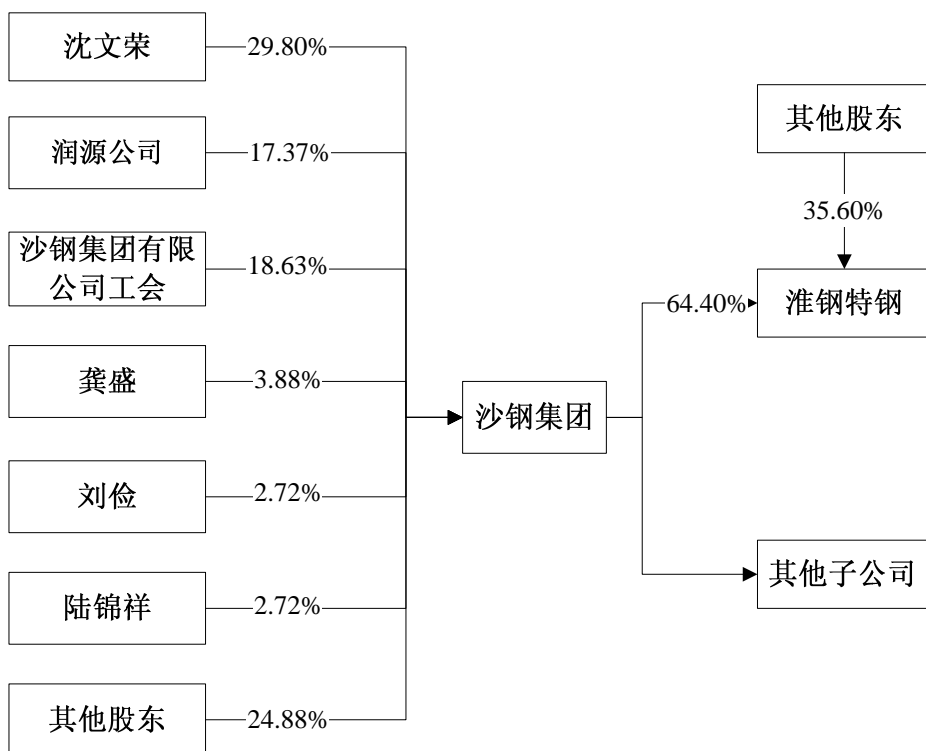 沈文荣
29.80%
润源公司
17.37%
沙钢集团有限
公司工会
18.63%
龚盛
3.88%
刘俭
2.72%
陆锦祥
2.72%
其他股东
24.88%
沙钢集团
其他股东
35.60%
64.40%
淮钢特钢
其他子公司